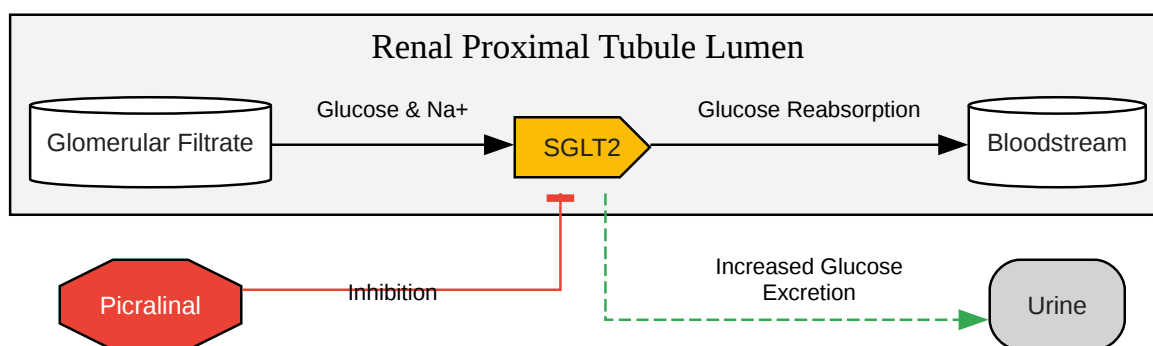 Renal Proximal Tubule Lumen
Glucose & Na+
Glucose Reabsorption
Glomerular Filtrate
SGLT2
Bloodstream
Increased Glucose
Excretion
Picralinal
Inhibition
Urine